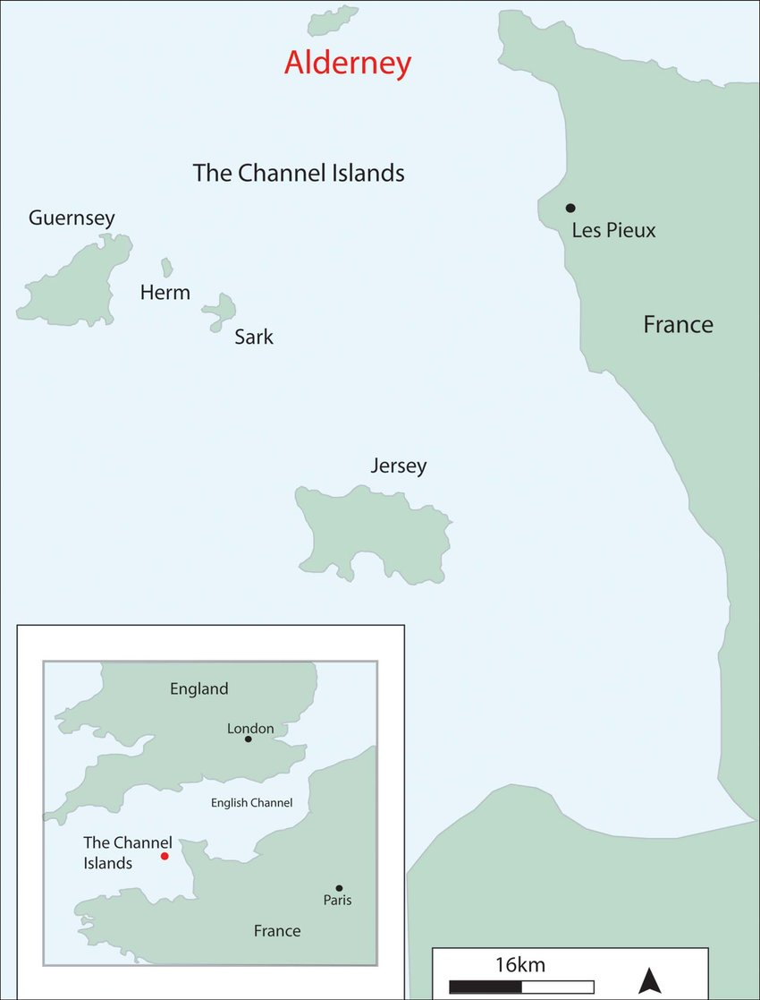 Alderney
The Channel Islands
Guernsey
Les Pieux
Herm
France
Sark
Jersey
England
London
English Channel
The Channel
Islands
Paris
France
16km